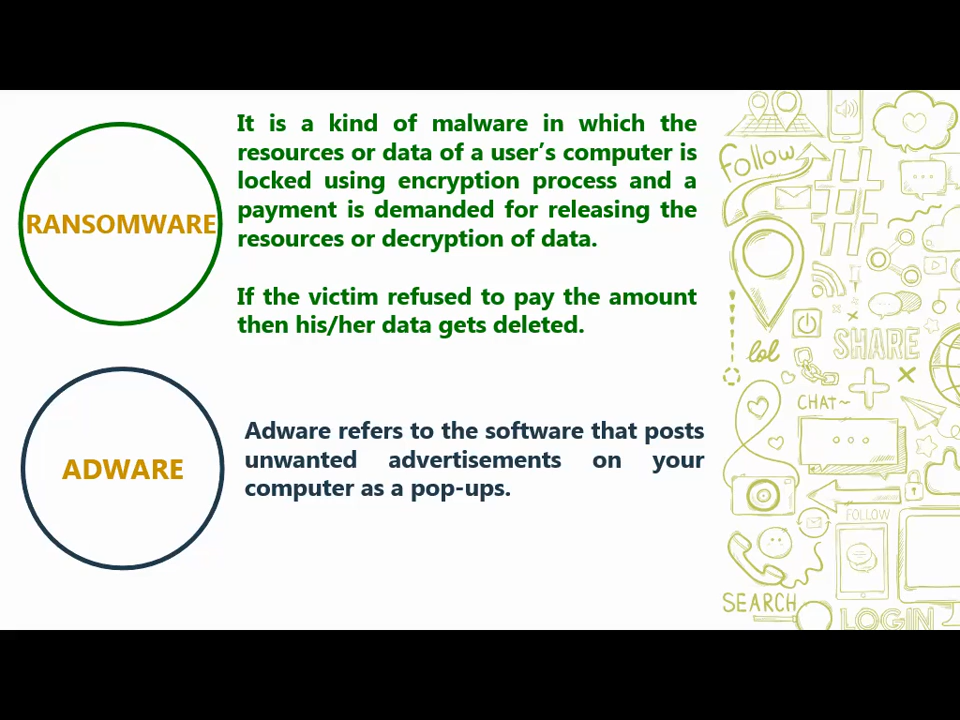 RANSOMWARE
It is a kind of malware in which the
resources or data of a user’s computer is
locked using encryption process and a
payment is demanded for releasing the
resources or decryption of data.
If the victim refused to pay the amount
then his/her data gets deleted.
ADWARE
Adware refers to the software that posts
unwanted advertisements on your
computer as a pop-ups.
Follow
#
lol
SHARE
CHAT~
FOLLOW
SEARCH
LOGIN